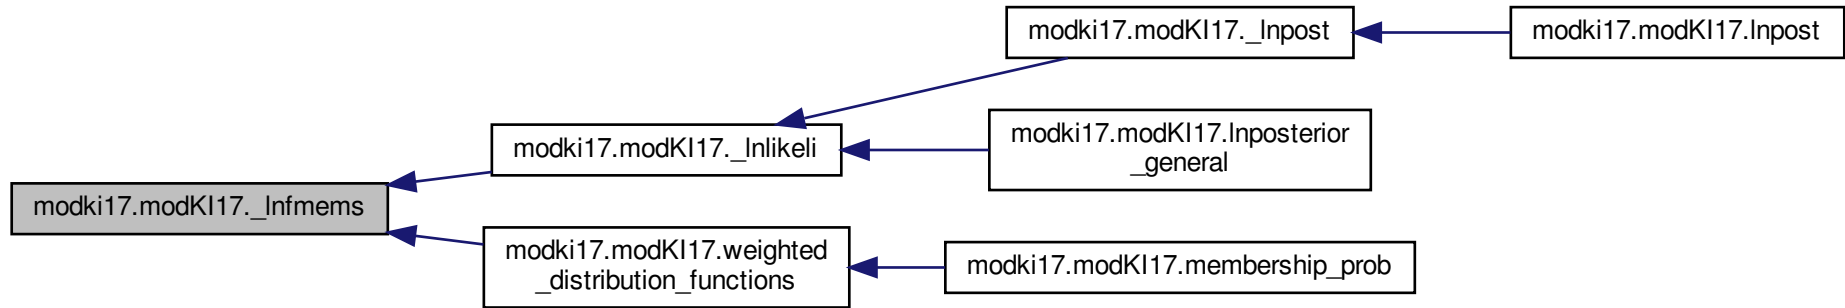 modki17.modKI17._lnpost
modki17.modKI17.lnpost
modki17.modKI17._lnlikeli
modki17.modKI17.lnposterior
_general
modki17.modKI17._lnfmems
modki17.modKI17.weighted
_distribution_functions
modki17.modKI17.membership_prob